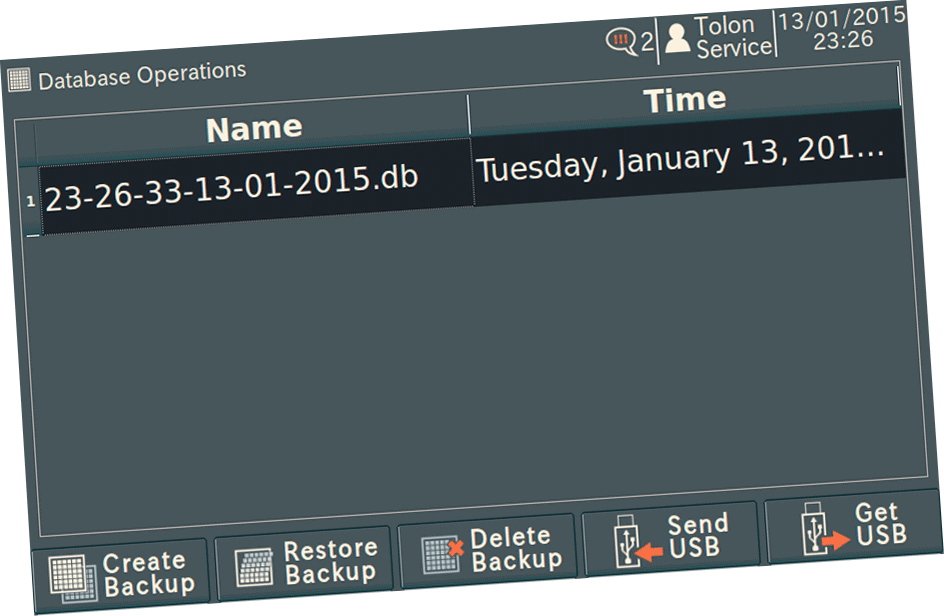 Database Operations
!!! 2
Tolon
Service
13/01/2015
23:26
Name Time
1 23-26-33-13-01-2015.db Tuesday, January 13, 201...
Create
Backup
Restore
Backup
Delete
Backup
Send
USB
Get
USB